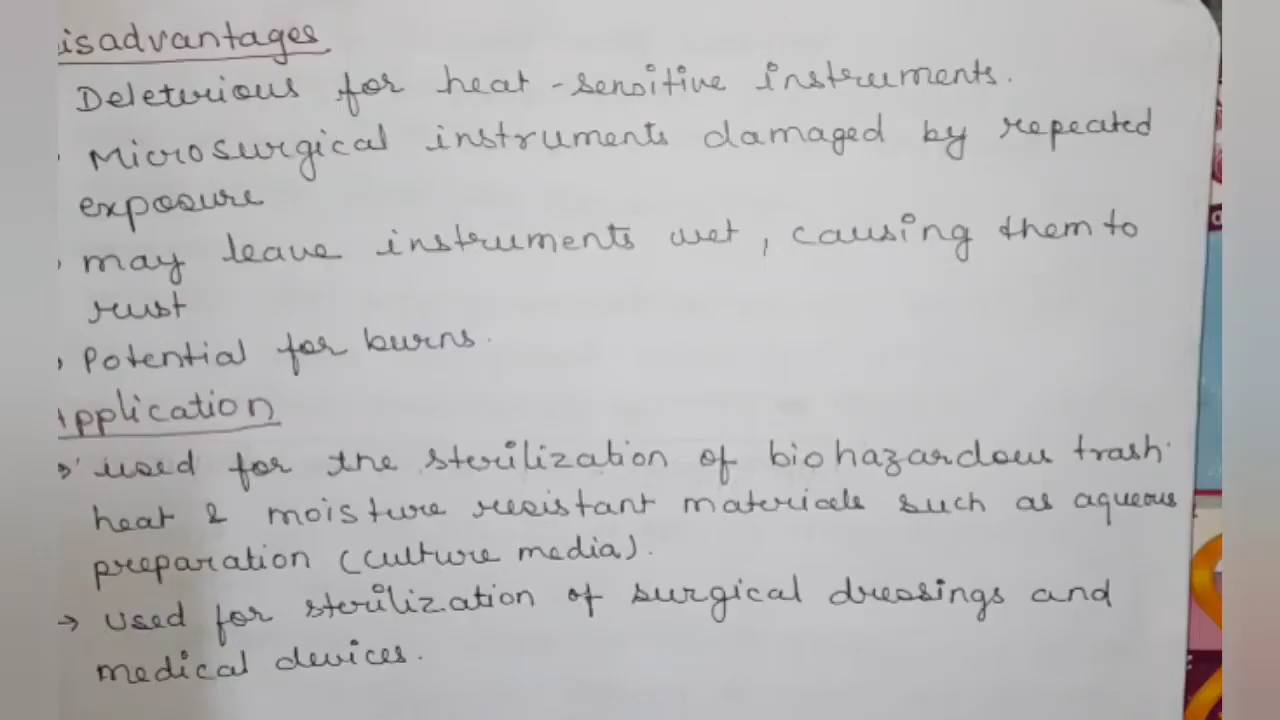 isadvantages
Deleterious for heat-sensitive instruments.
Microsurgical instruments damaged by repeated
exposure
may leave instruments wet, causing them to
rust
Potential for burns.
Application
used for the sterilization of biohazardous trash
heat & moisture resistant materials such as aqueous
preparation (culture media).
→ used for sterilization of surgical dressings and
medical devices.